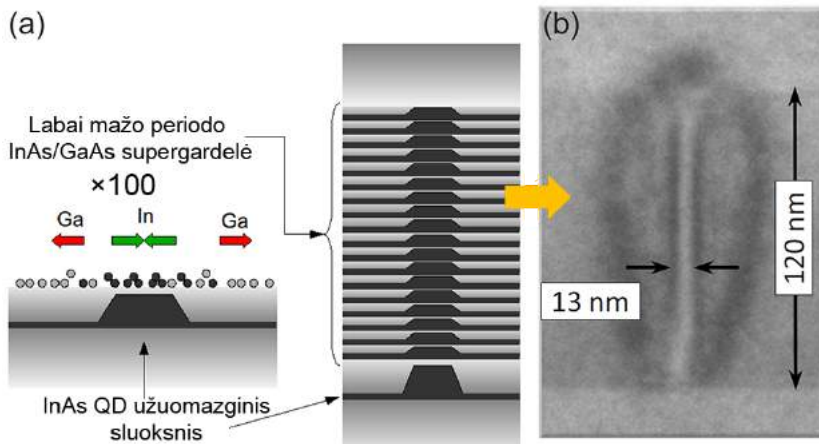 (a)
Labai mažo periodo
InAs/GaAs supergardelė
×100
Ga
In
Ga
InAs QD užuomazginis
sluoksnis
(b)
120 nm
13 nm